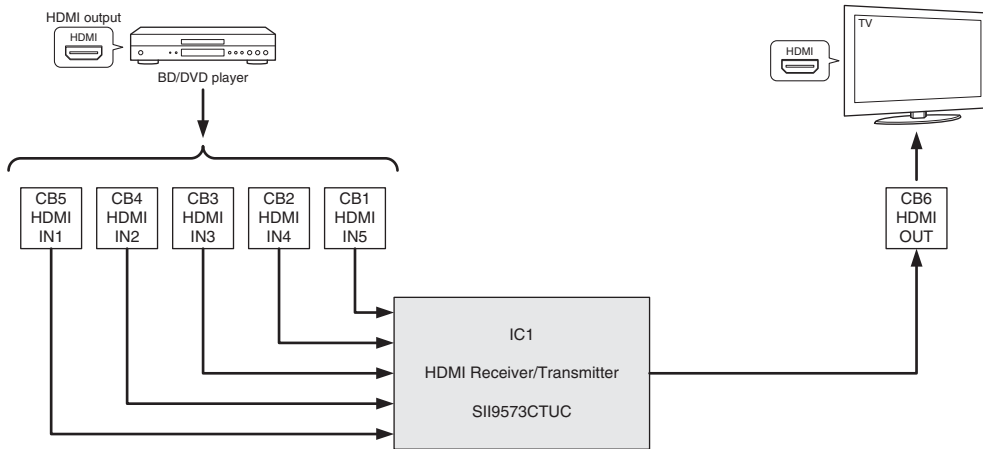 HDMI output
HDMI
BD/DVD player
HDMI
TV
CB5
HDMI
IN1
CB4
HDMI
IN2
CB3
HDMI
IN3
CB2
HDMI
IN4
CB1
HDMI
IN5
CB6
HDMI
OUT
IC1
HDMI Receiver/Transmitter
SII9573CTUC